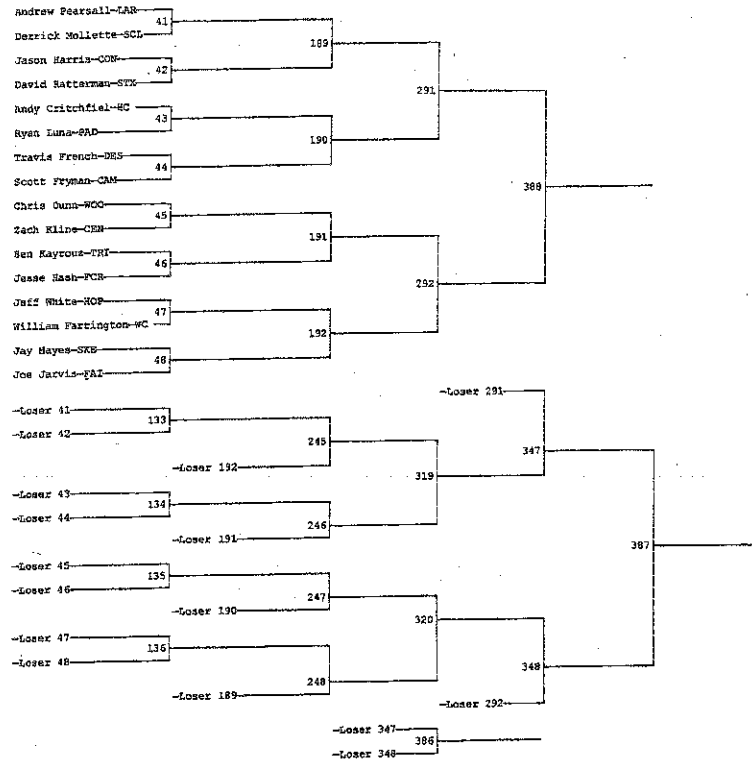 Andrew Pearsall-LAR
41
Derrick Mollette-SCL
189
Jason Harris-CON
42
David Ratterman-STX
291
Andy Critchfiel-HC
43
Ryan Luna-PAD
190
Travis French-DES
44
Scott Fryman-CAM
388
Chris Gunn-WOO
45
Zach Kline-CEN
191
Ben Kayrouz-TRI
46
Jesse Hash-FCR
292
Jeff White-HOP
47
William Fartington-WC
192
Jay Hayes-SKE
48
Joe Jarvis-FAI
-Loser 291
-Loser 41
133
-Loser 42
245
347
-Loser 192
319
-Loser 43
134
-Loser 44
246
-Loser 191
387
-Loser 45
135
-Loser 46
247
-Loser 190
320
-Loser 47
136
-Loser 48
348
248
-Loser 189
-Loser 292
-Loser 347
386
-Loser 348